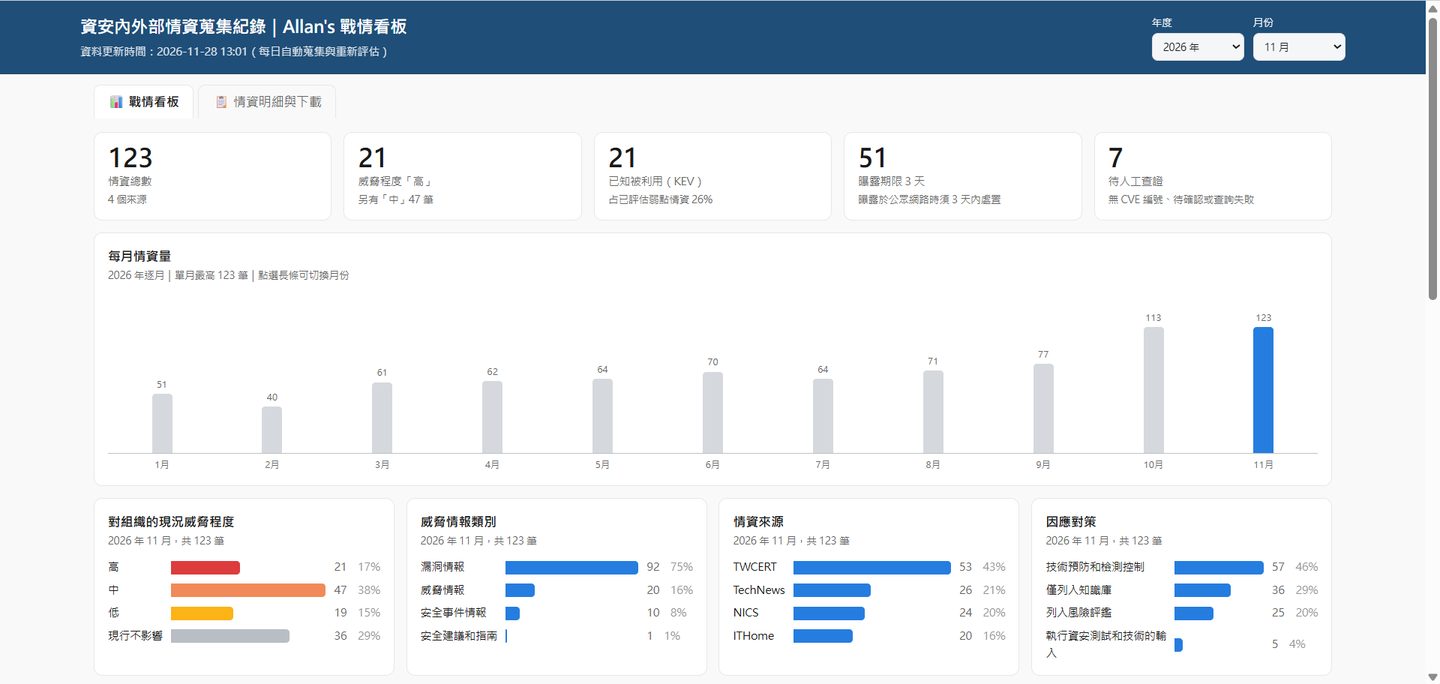 資安內外部情資蒐集紀錄｜Allan's 戰情看板
資料更新時間：2026-11-28 13:01（每日自動蒐集與重新評估）
年度
月份
2026 年
11 月
戰情看板
情資明細與下載
123
情資總數
4 個來源
21
威脅程度「高」
另有「中」47 筆
21
已知被利用（KEV）
占已評估弱點情資 26%
51
曝露期限 3 天
曝露於公眾網路時須 3 天內處置
7
待人工查證
無 CVE 編號、待確認或查詢失敗
每月情資量
2026 年逐月｜單月最高 123 筆｜點選長條可切換月份
51
40
61
62
64
70
64
71
77
113
123
1月
2月
3月
4月
5月
6月
7月
8月
9月
10月
11月
對組織的現況威脅程度
2026 年 11 月，共 123 筆
高 21 17%
中 47 38%
低 19 15%
現行不影響 36 29%
威脅情報類別
2026 年 11 月，共 123 筆
漏洞情報 92 75%
威脅情報 20 16%
安全事件情報 10 8%
安全建議和指南 1 1%
情資來源
2026 年 11 月，共 123 筆
TWCERT 53 43%
TechNews 26 21%
NICS 24 20%
ITHome 20 16%
因應對策
2026 年 11 月，共 123 筆
技術預防和檢測控制 57 46%
僅列入知識庫 36 29%
列入風險評鑑 25 20%
執行資安測試和技術的輸
入 5 4%